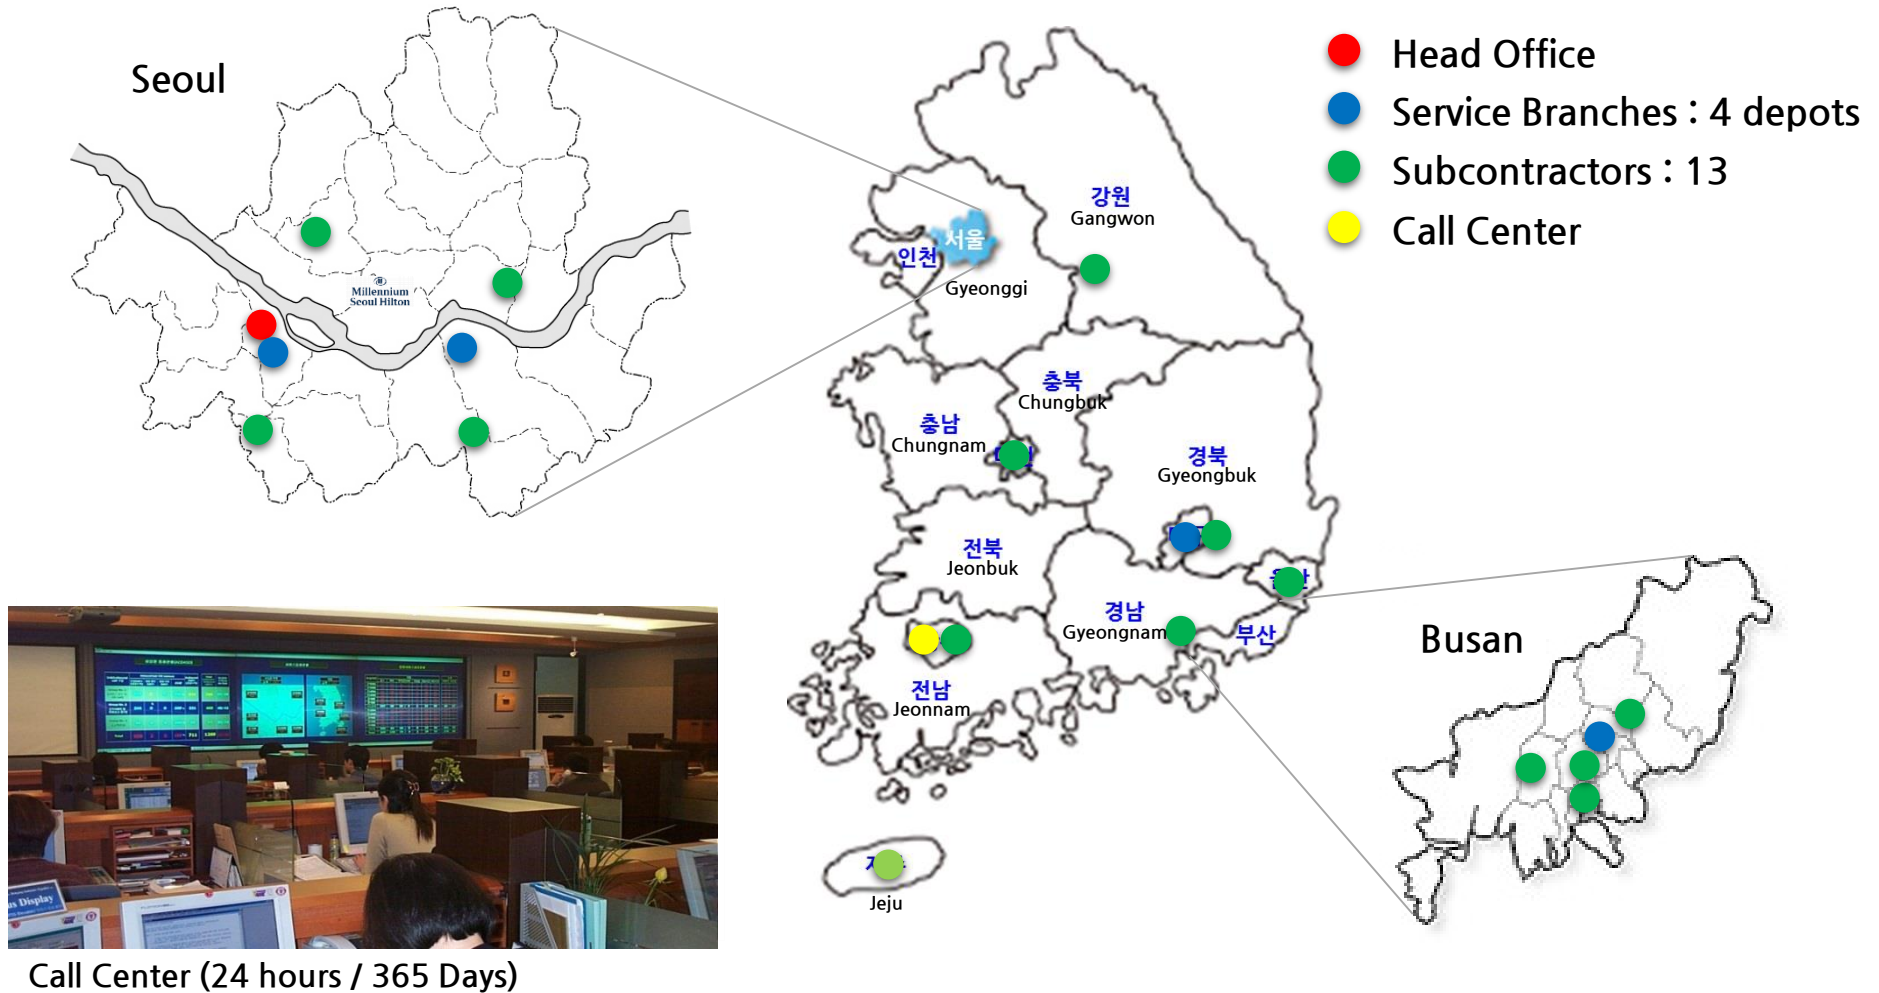 Seoul
Millennium
Seoul Hilton
Head Office
Service Branches : 4 depots
Subcontractors : 13
Call Center
강원
Gangwon
서울
인천
Gyeonggi
충북
Chungbuk
충남
Chungnam
경북
Gyeongbuk
전북
Jeonbuk
경남
Gyeongnam
부산
전남
Jeonnam
Jeju
Busan
Display
Call Center (24 hours / 365 Days)